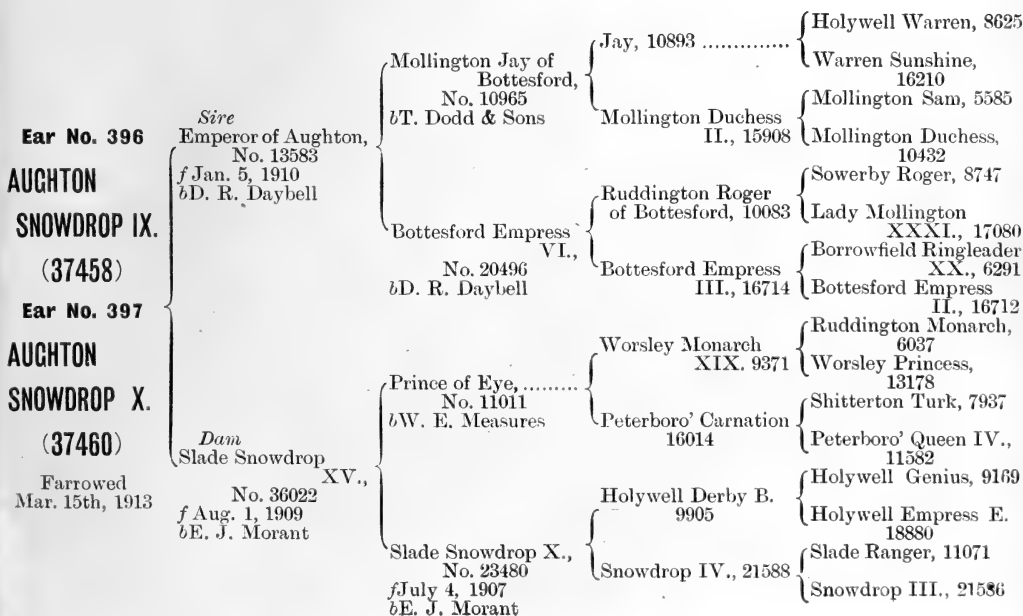 Ear No. 396
AUGHTON
SNOWDROP IX.
(37458)
Ear No. 397
AUGHTON
SNOWDROP X.
(37460)
Farrowed
Mar. 15th, 1913
Sire
Emperor of Aughton,
No. 13583
f Jan. 5, 1910
bD. R. Daybell
Dam
Slade Snowdrop
XV.,
No. 36022
f Aug. 1, 1909
bE. J. Morant
Mollington Jay of
Bottesford,
No. 10965
bT. Dodd & Sons
Bottesford Empress
VI.,
No. 20496
bD. R. Daybell
Prince of Eye, .........
No. 11011
bW. E. Measures
Slade Snowdrop X.,
No. 23480
fJuly 4, 1907
bE. J. Morant
Jay, 10893 ..............
Mollington Duchess
II., 15908
Ruddington Roger
of Bottesford, 10083
Bottesford Empress
III., 16714
Worsley Monarch
XIX. 9371
Peterboro' Carnation
16014
Holywell Derby B.
9905
Snowdrop IV., 21588
Holywell Warren, 8625
Warren Sunshine,
16210
Mollington Sam, 5585
Mollington Duchess,
10432
Sowerby Roger, 8747
Lady Mollington
XXXI., 17080
Borrowfield Ringleader
XX., 6291
Bottesford Empress
II., 16712
Ruddington Monarch,
6037
Worsley Princess,
13178
Shitterton Turk, 7937
Peterboro' Queen IV.,
11582
Holywell Genius, 9169
Holywell Empress E.
18880
Slade Ranger, 11071
Snowdrop III., 21586